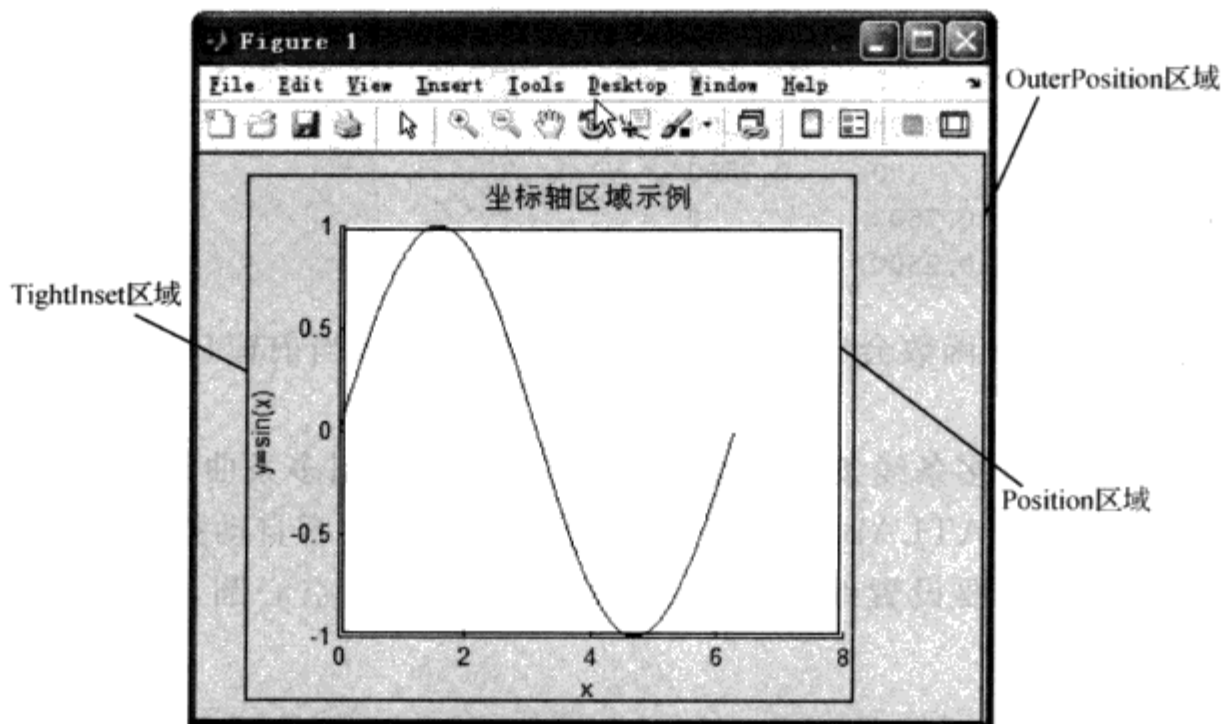 Figure 1
File Edit View Insert Tools Desktop Window Help
OuterPosition区域
坐标轴区域示例
TightInset区域
1
0.5
0
-0.5
-1
y=sin(x)
Position区域
0 2 4 6 8
x